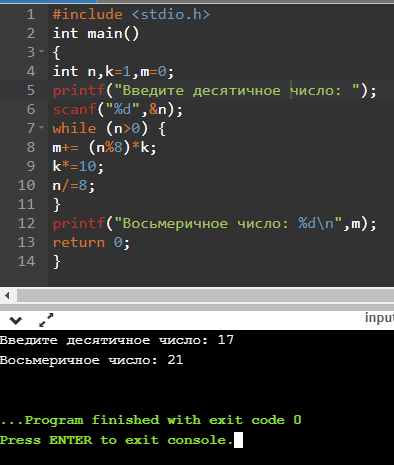 1 #include <stdio.h>
2 int main()
3 {
4 int n,k=1,m=0;
5 printf("Введите десятичное число: ");
6 scanf("%d",&n);
7 while (n>0) {
8 m+= (n%8)*k;
9 k*=10;
10 n/=8;
11 }
12 printf("Восьмеричное число: %d\n",m);
13 return 0;
14 }
input
Введите десятичное число: 17
Восьмеричное число: 21
...Program finished with exit code 0
Press ENTER to exit console.